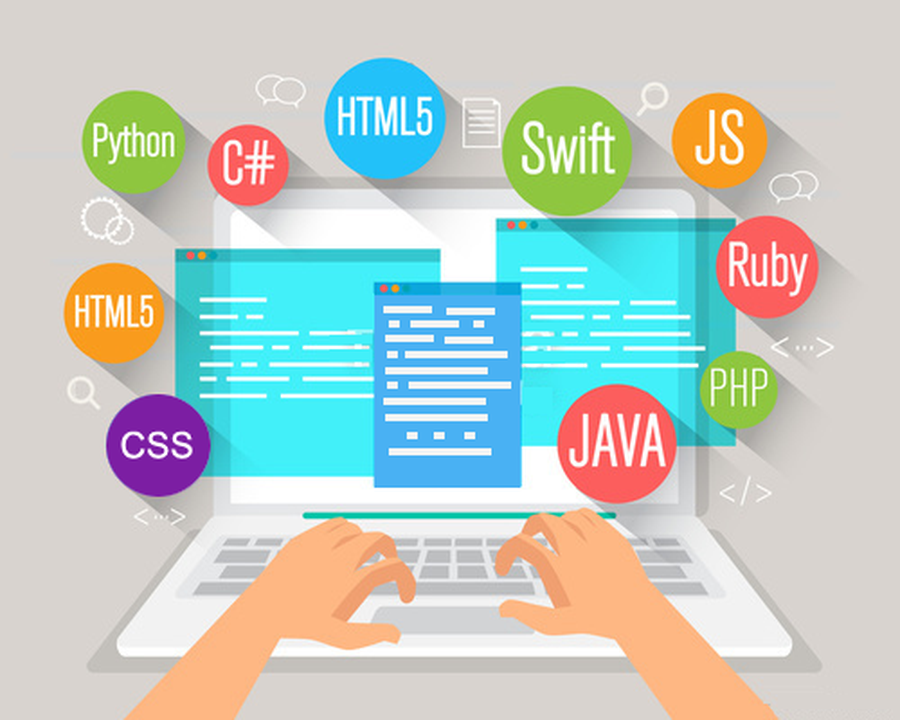 Python
C#
HTML5
Swift
JS
Ruby
HTML5
PHP
CSS
JAVA
<...>
</>
<...>